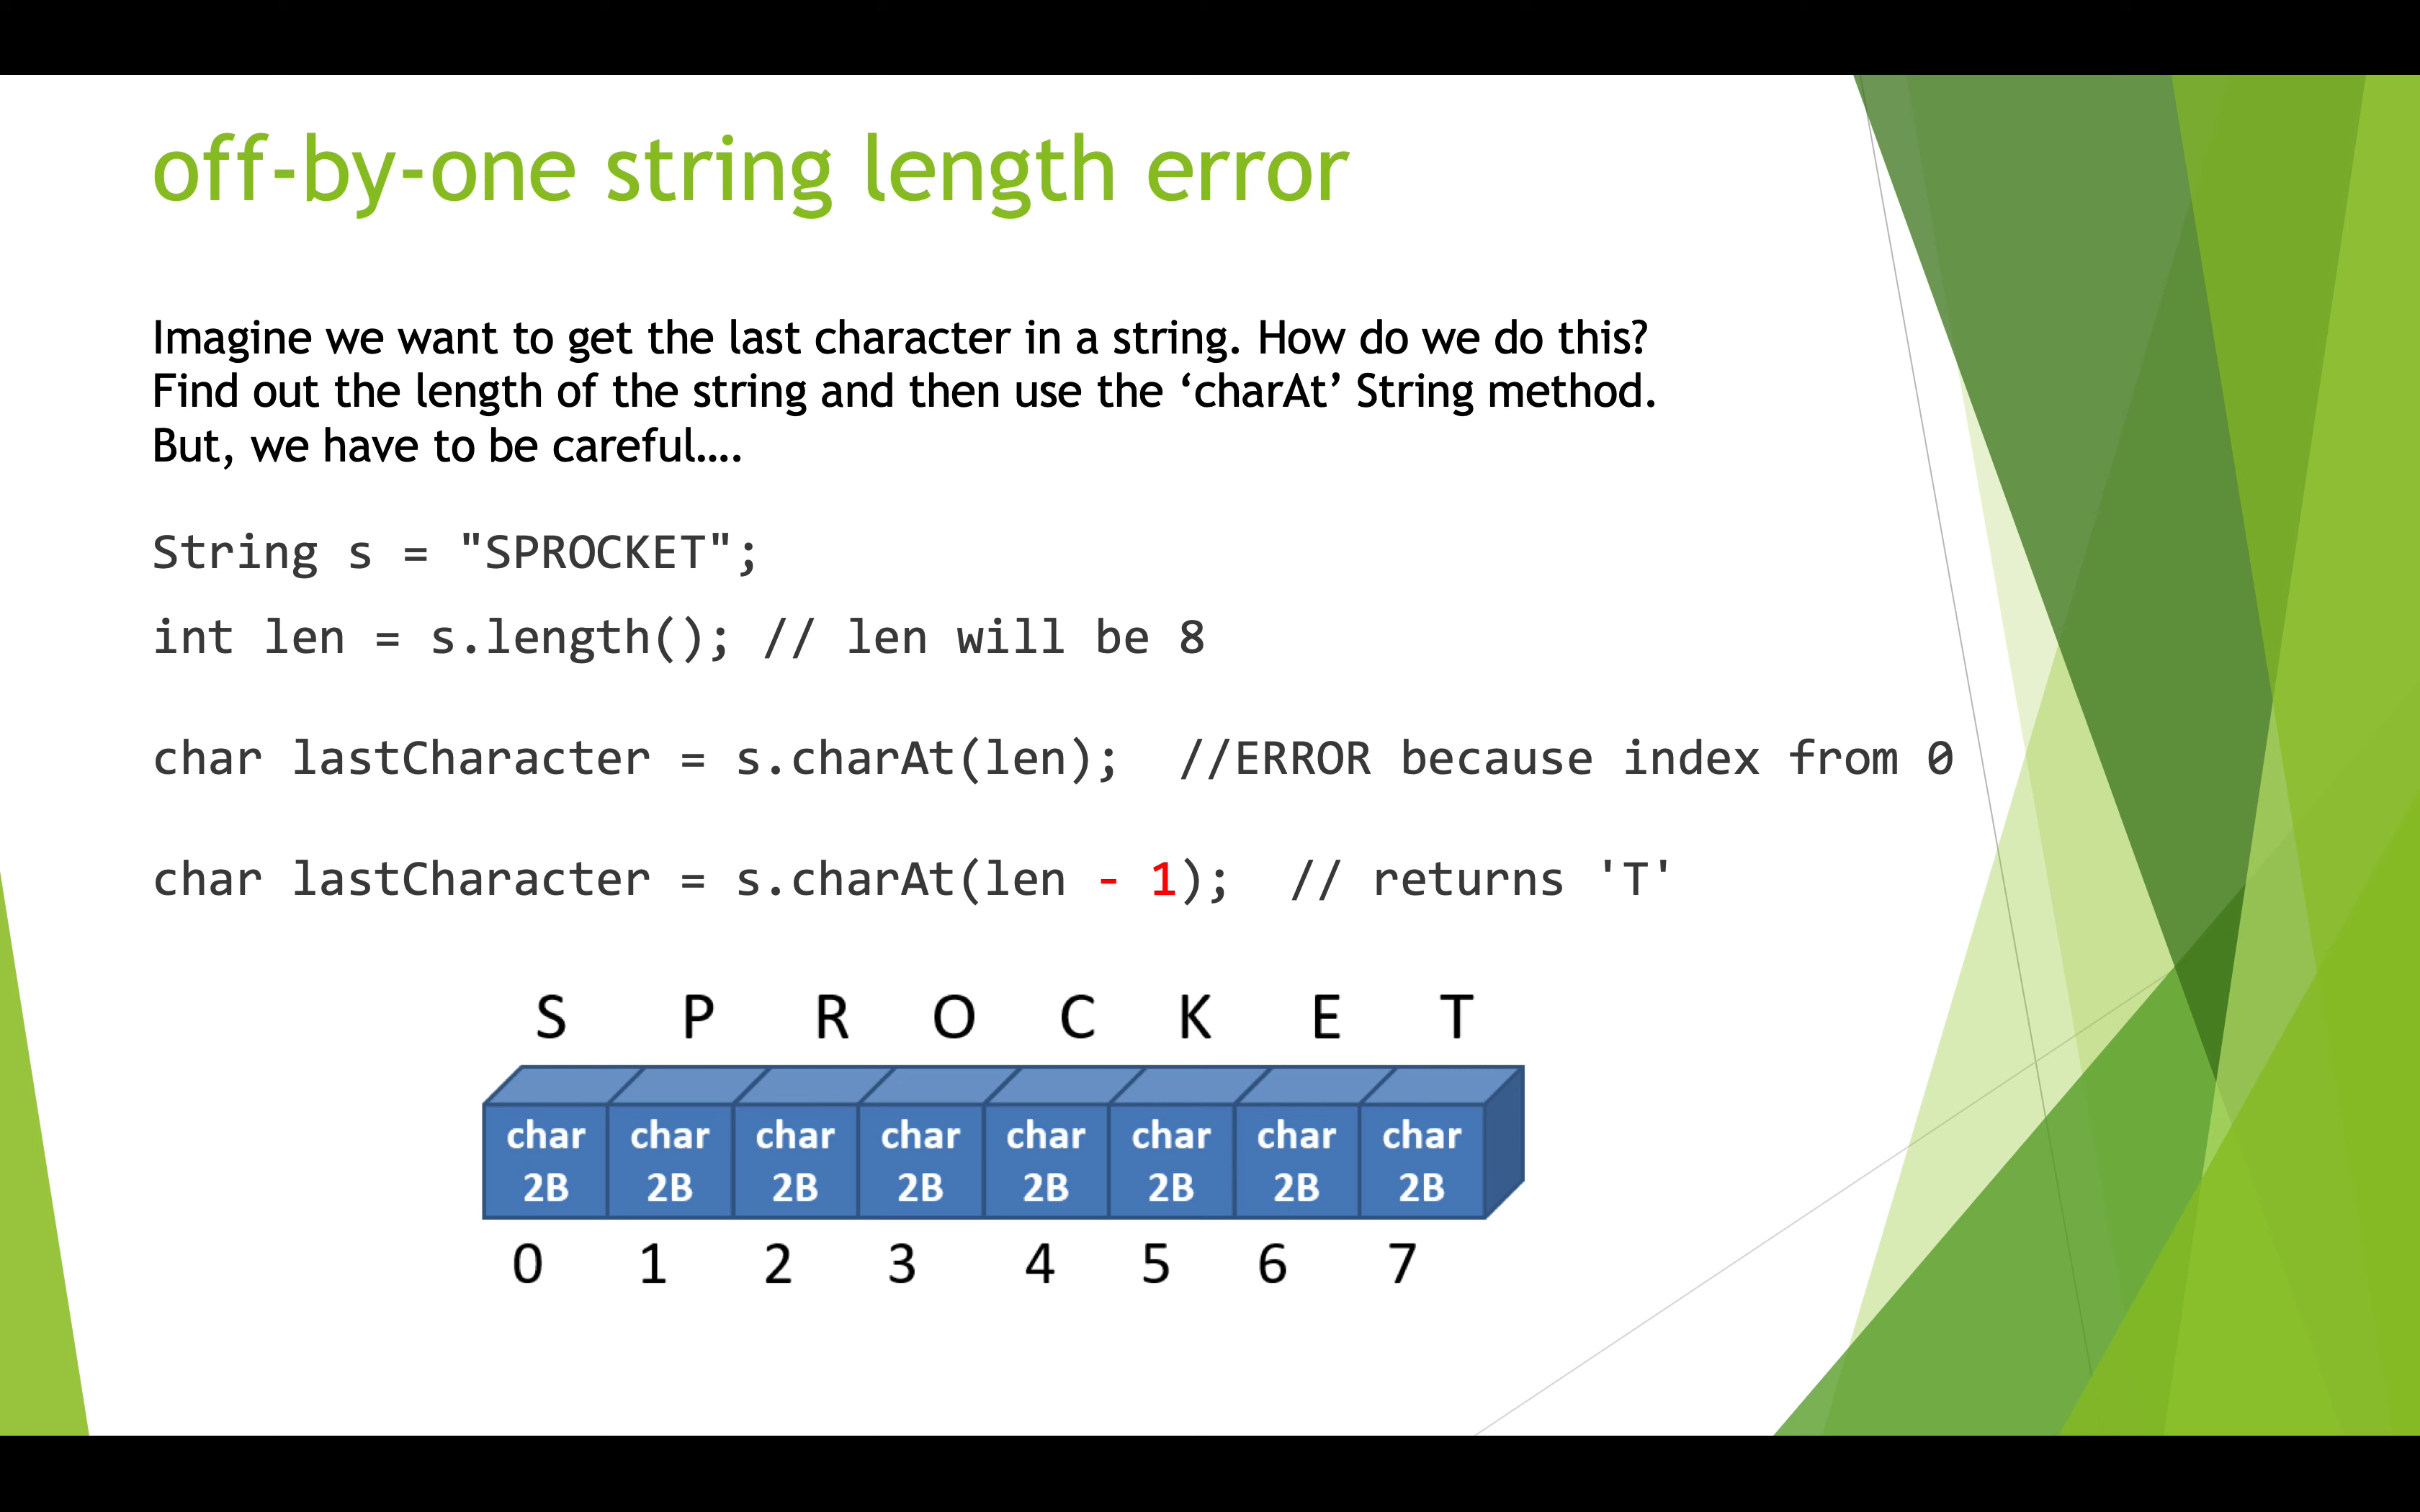 off-by-one string length error
Imagine we want to get the last character in a string. How do we do this?
Find out the length of the string and then use the ‘charAt’ String method.
But, we have to be careful….
String s = "SPROCKET";
int len = s.length(); // len will be 8
char lastCharacter = s.charAt(len);  //ERROR because index from 0
char lastCharacter = s.charAt(len - 1);  // returns 'T'
S P R O C K E T
char char char char char char char char
2B 2B 2B 2B 2B 2B 2B 2B
0 1 2 3 4 5 6 7